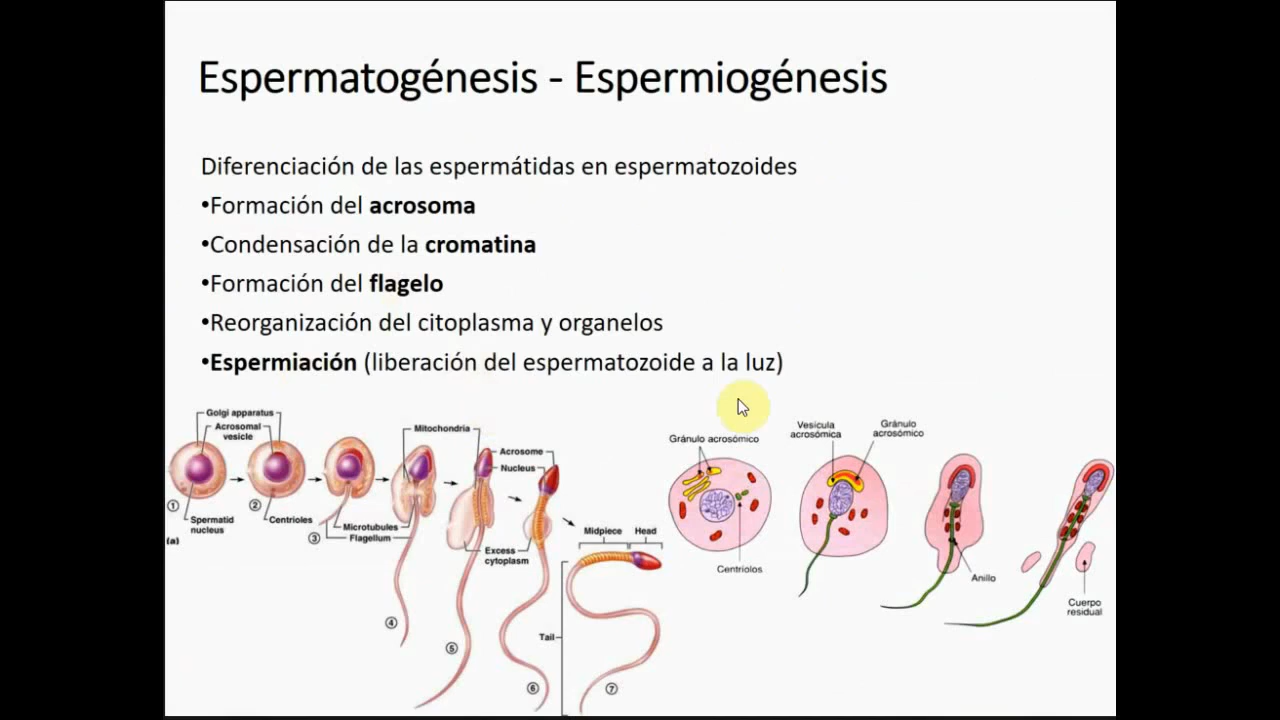 Espermatogénesis - Espermiogénesis
Diferenciación de las espermátidas en espermatozoides
•Formación del acrosoma
•Condensación de la cromatina
•Formación del flagelo
•Reorganización del citoplasma y organelos
•Espermiación (liberación del espermatozoide a la luz)
Golgi apparatus
Acrosomal
vesicle
Spermatid
nucleus
Centrioles
Microtubules
Flagellum
Mitochondria
Acrosome
Nucleus
Excess
cytoplasm
Midpiece
Head
Tail
1
2
3
4
5
6
7
(a)
Gránulo acrosómico
Centríolos
Vesícula
acrosómica
Gránulo
acrosómico
Anillo
Cuerpo
residual